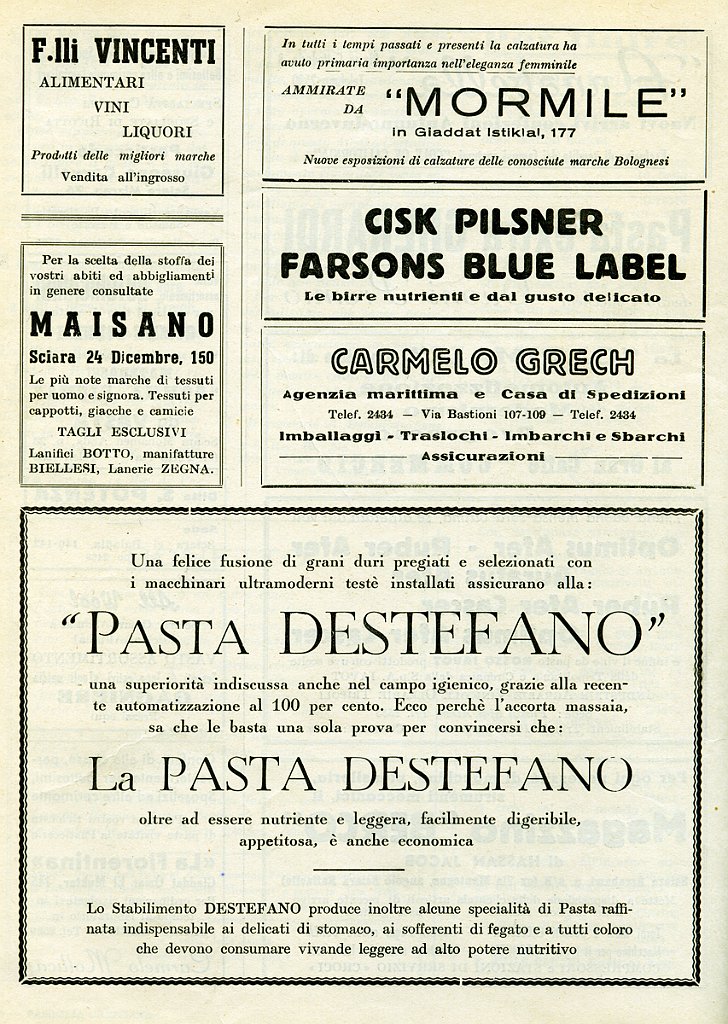 F.lli VINCENTI
ALIMENTARI
VINI
LIQUORI
Prodotti delle migliori marche
Vendita all'ingrosso
Per la scelta della stoffa dei
vostri abiti ed abbigliamenti
in genere consultate
MAISANO
Sciara 24 Dicembre, 150
Le più note marche di tessuti
per uomo e signora. Tessuti per
cappotti, giacche e camicie
TAGLI ESCLUSIVI
Lanifici BOTTO, manifatture
BIELLESI, Lanerie ZEGNA.
In tutti i tempi passati e presenti la calzatura ha
avuto primaria importanza nell'eleganza femminile
AMMIRATE
DA
"MORMILE"
in Giaddat Istiklal, 177
Nuove esposizioni di calzature delle conosciute marche Bolognesi
CISK PILSNER
FARSONS BLUE LABEL
Le birre nutrienti e dal gusto delicato
CARMELO GRECH
Agenzia marittima e Casa di Spedizioni
Telef. 2434 — Via Bastioni 107-109 — Telef. 2434
Imballaggi - Traslochi - Imbarchi e Sbarchi
Assicurazioni
Una felice fusione di grani duri pregiati e selezionati con
i macchinari ultramoderni testè installati assicurano alla:
"PASTA DESTEFANO"
una superiorità indiscussa anche nel campo igienico, grazie alla recen-
te automatizzazione al 100 per cento. Ecco perchè l'accorta massaia,
sa che le basta una sola prova per convincersi che:
La PASTA DESTEFANO
oltre ad essere nutriente e leggera, facilmente digeribile,
appetitosa, è anche economica
Lo Stabilimento DESTEFANO produce inoltre alcune specialità di Pasta raffi-
nata indispensabile ai delicati di stomaco, ai sofferenti di fegato e a tutti coloro
che devono consumare vivande leggere ad alto potere nutritivo